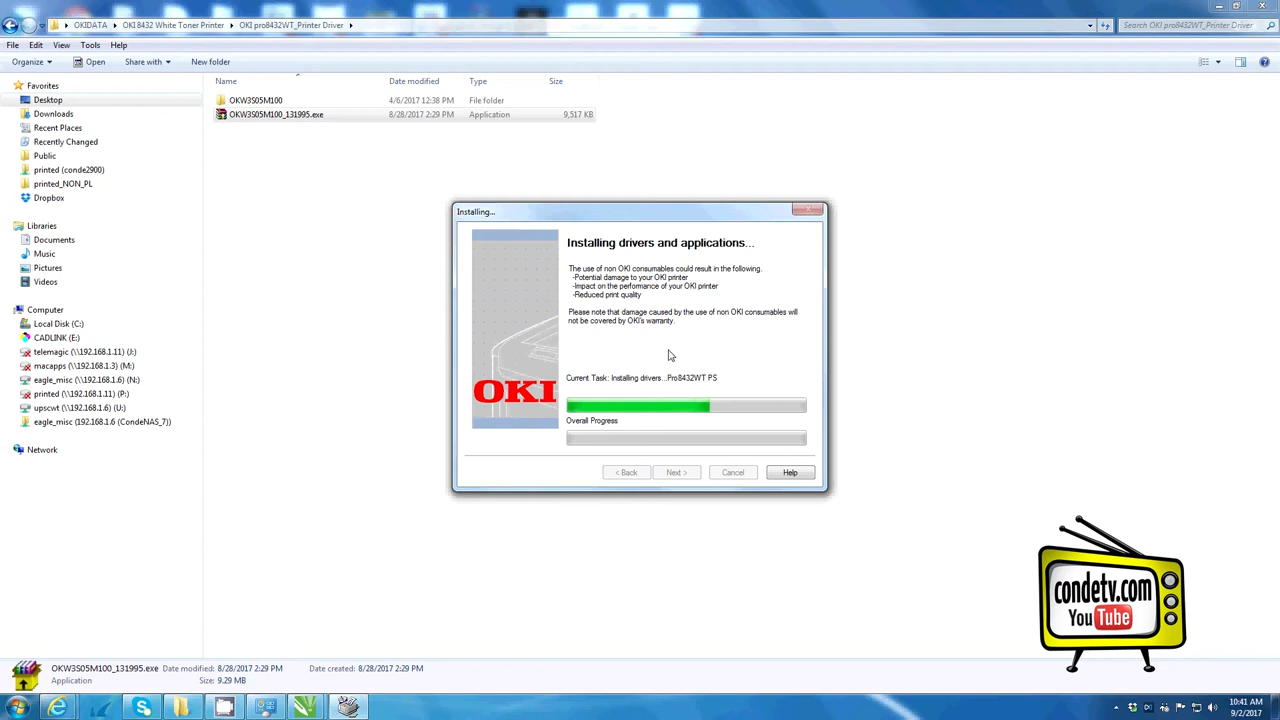 OKIDATA
OKI 8432 White Toner Printer
OKI pro8432WT_Printer Driver
Search OKI pro8432WT_Printer Driver
File Edit View Tools Help
Organize Open Share with New folder
Favorites
Desktop
Downloads
Recent Places
Recently Changed
Public
printed (conde2900)
printed_NON_PL
Dropbox
Libraries
Documents
Music
Pictures
Videos
Computer
Local Disk (C:)
CADLINK (E:)
telemagic (\\192.168.1.11) (J:)
macapps (\\192.168.1.3) (M:)
eagle_misc (\\192.168.1.6) (N:)
printed (\\192.168.1.11) (P:)
upscwt (\\192.168.1.6) (U:)
eagle_misc (192.168.1.6 (CondeNAS_7))
Network
Name Date modified Type Size
OKW3S05M100 4/6/2017 12:38 PM File folder
OKW3S05M100_131995.exe 8/28/2017 2:29 PM Application 9,517 KB
Installing...
OKI
Installing drivers and applications...
The use of non OKI consumables could result in the following.
-Potential damage to your OKI printer
-Impact on the performance of your OKI printer
-Reduced print quality
Please note that damage caused by the use of non OKI consumables will
not be covered by OKI's warranty.
Current Task: Installing drivers...Pro8432WT PS
Overall Progress
< Back Next > Cancel Help
condetv.com
YouTube
OKW3S05M100_131995.exe Date modified: 8/28/2017 2:29 PM Date created: 8/28/2017 2:29 PM
Application Size: 9.29 MB
10:41 AM
9/2/2017